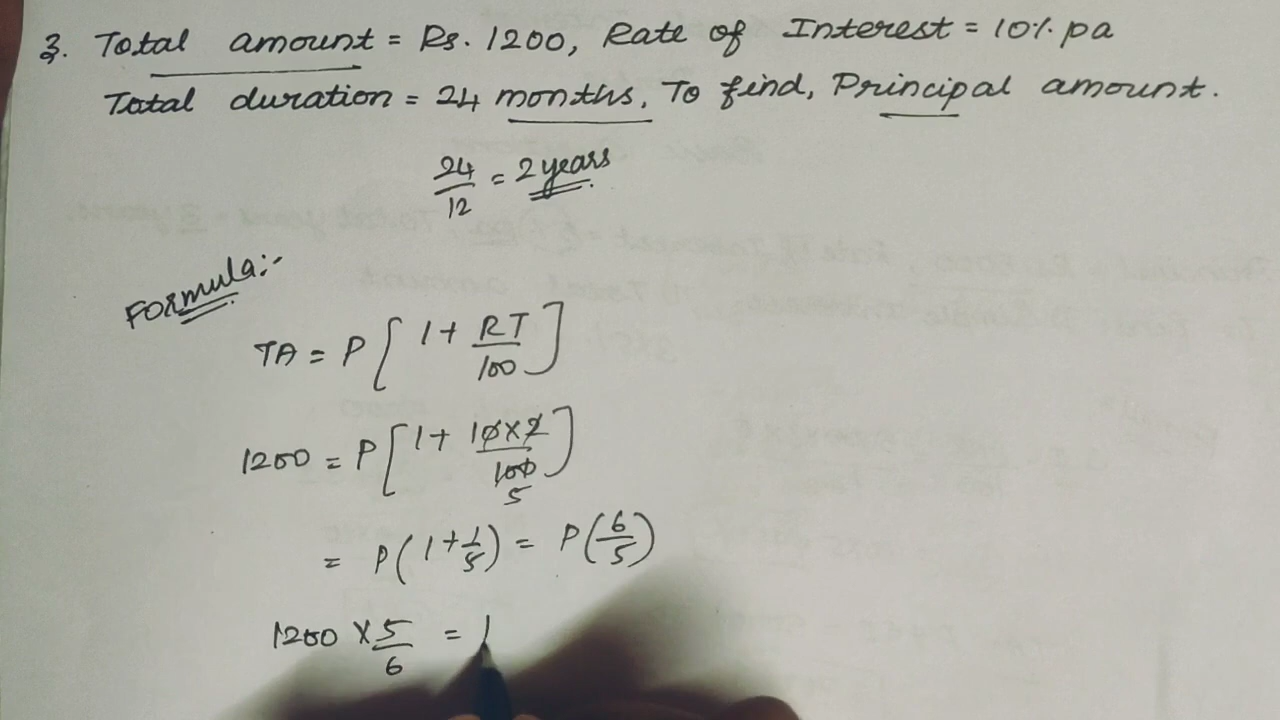 3. Total amount = Rs. 1200, Rate of Interest = 10% pa
Total duration = 24 months. To find, Principal amount.
24/12 = 2 years
Formula:-
TA = P [ 1 + RT/100 ]
1200 = P [ 1 + 10 x 2/100 ]
5
= P ( 1 + 1/5 ) = P ( 6/5 )
1200 x 5/6 =